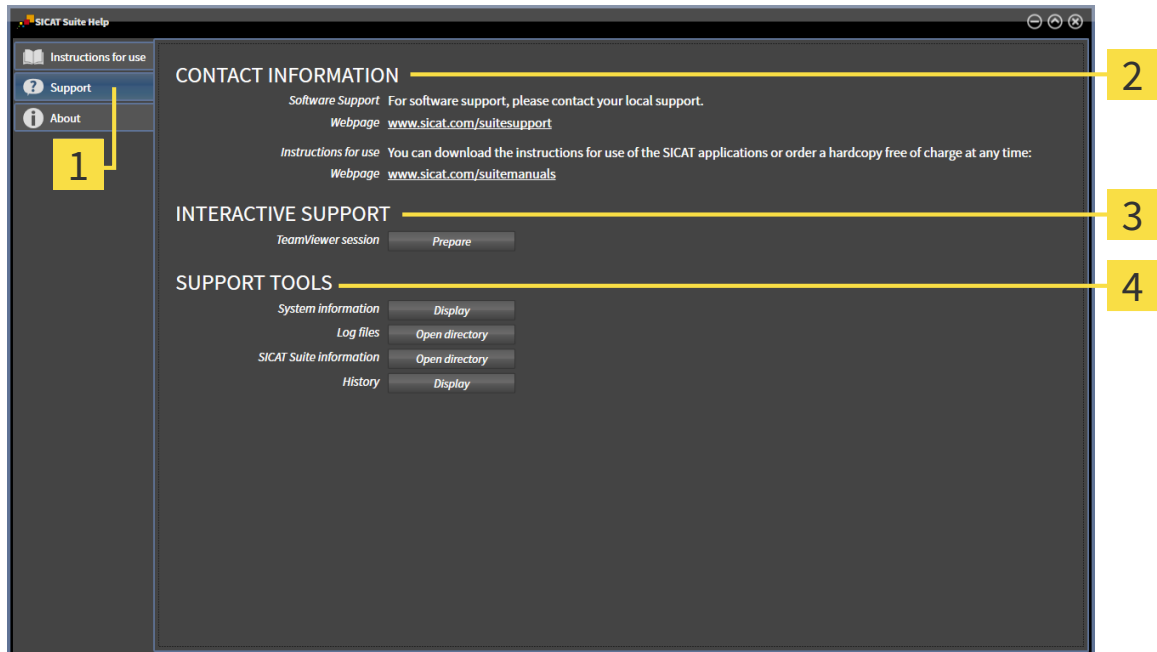 SICAT Suite Help
Instructions for use
Support
About
1
CONTACT INFORMATION
2
Software Support For software support, please contact your local support.
Webpage www.sicat.com/suitesupport
Instructions for use You can download the instructions for use of the SICAT applications or order a hardcopy free of charge at any time:
Webpage www.sicat.com/suitemanuals
INTERACTIVE SUPPORT
3
TeamViewer session Prepare
SUPPORT TOOLS
4
System information Display
Log files Open directory
SICAT Suite information Open directory
History Display